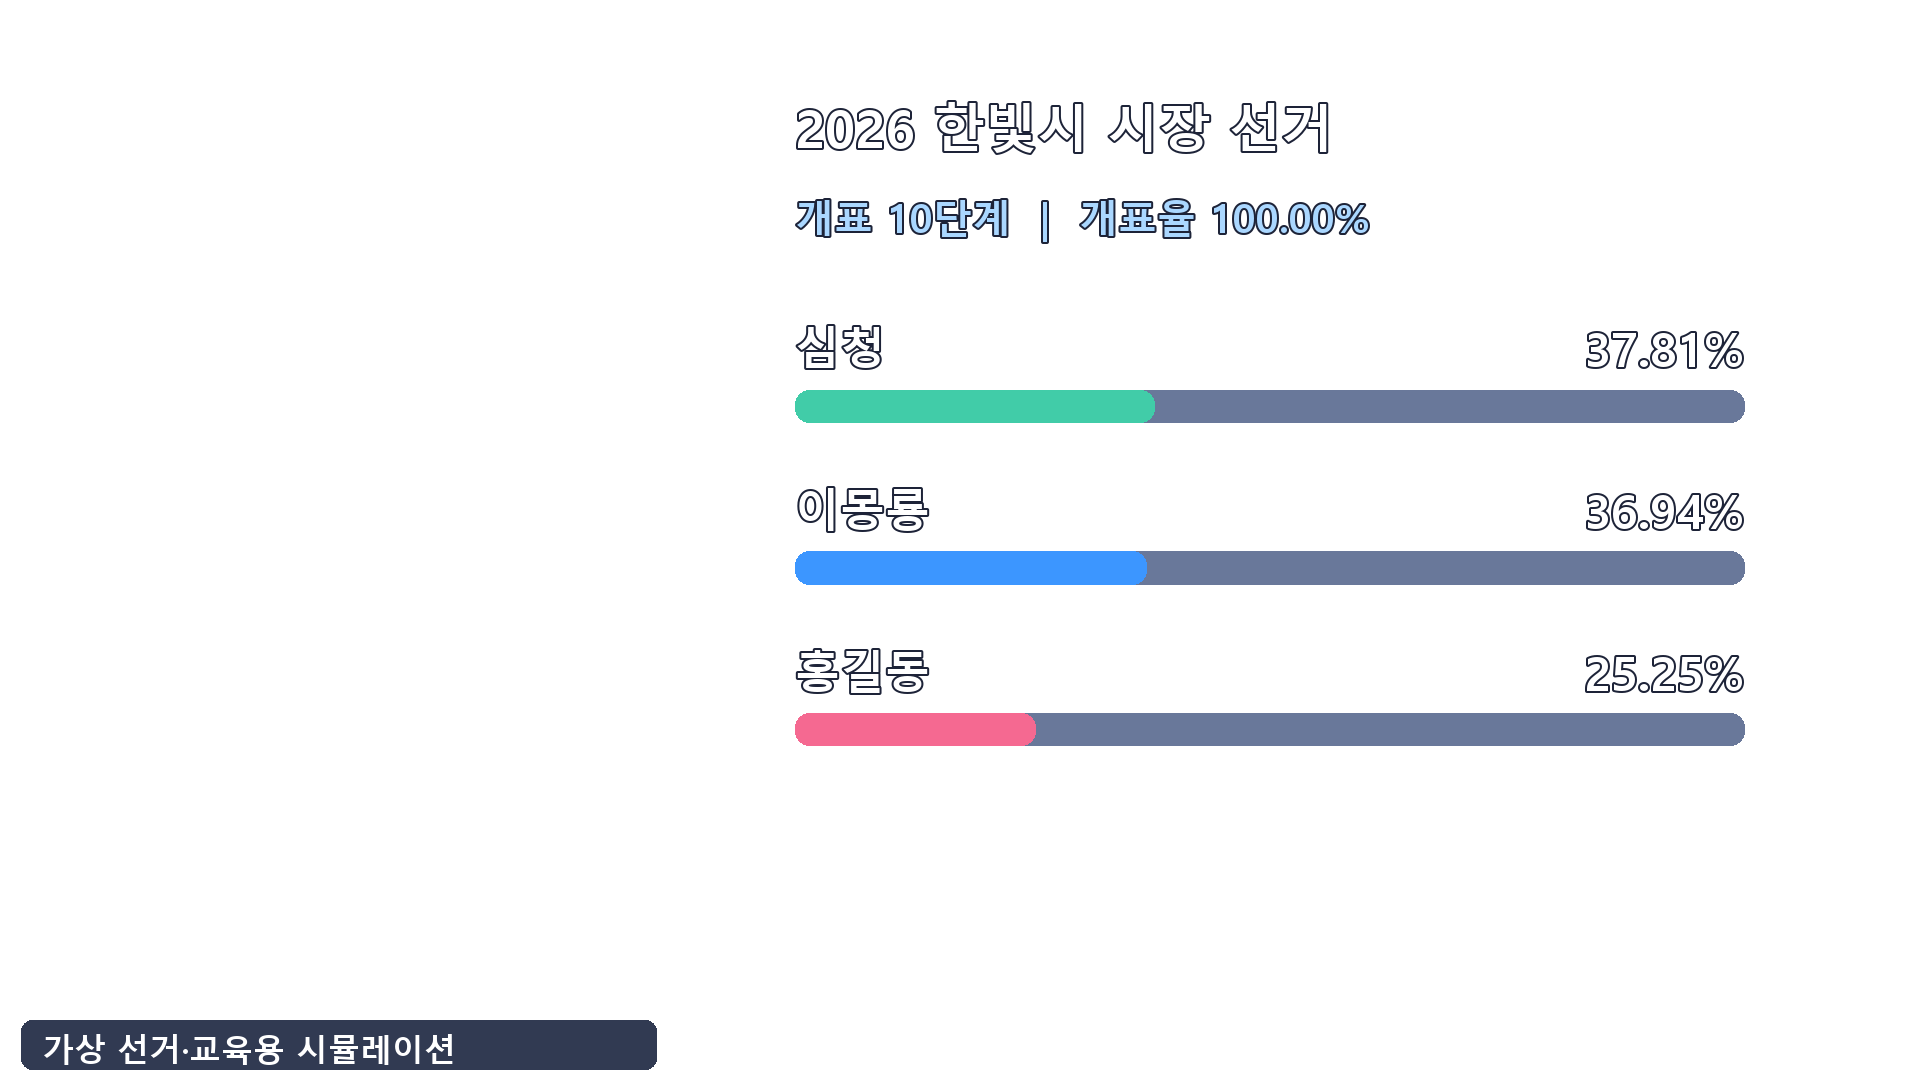 2026 한빛시 시장 선거
개표 10단계 | 개표율 100.00%
심청 37.81%
이몽룡 36.94%
홍길동 25.25%
가상 선거·교육용 시뮬레이션